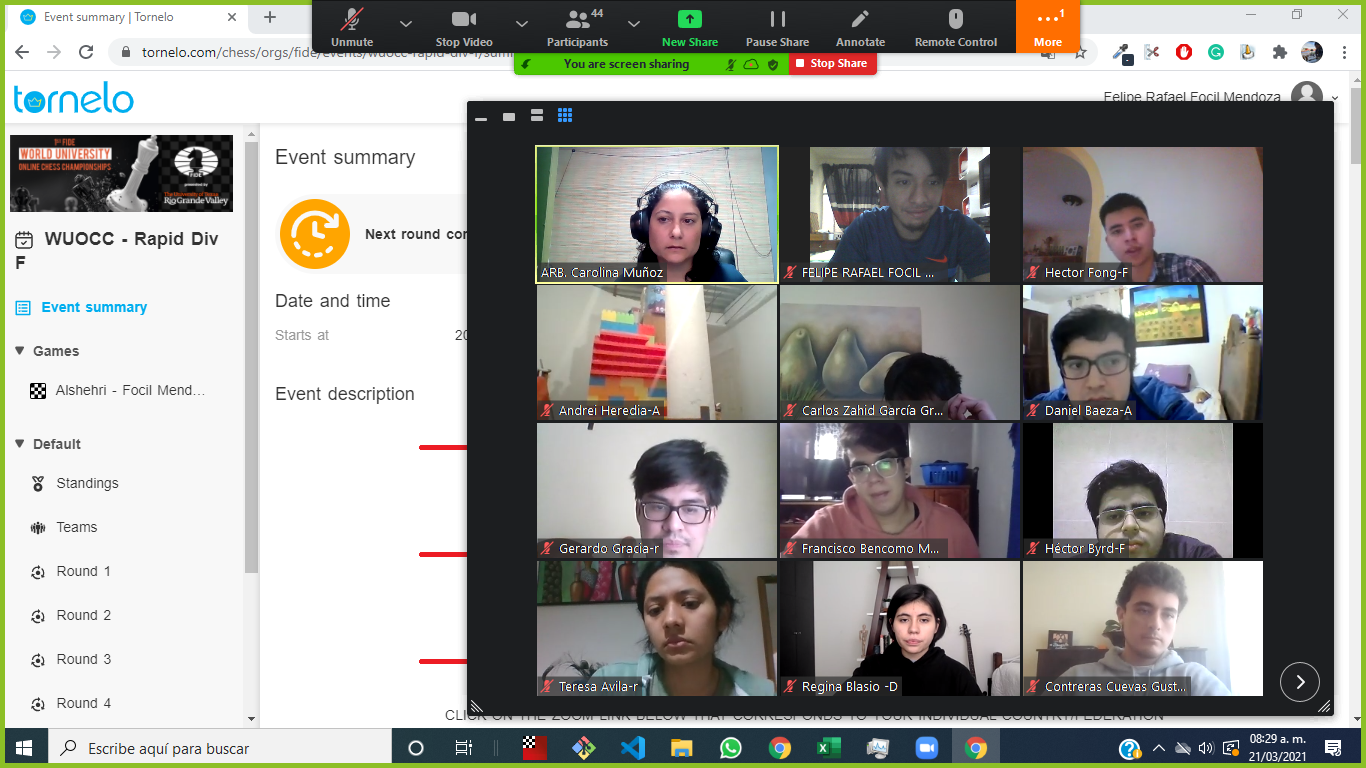 Event summary | Tornelo
tornelo.com/chess/orgs/fide/events/wuocc-rapid-div-f/summ
Unmute
Stop Video
44
Participants
New Share
Pause Share
Annotate
Remote Control
1
More
You are screen sharing
Stop Share
tornelo
Felipe Rafael Focil Mendoza
1ST FIDE
WORLD UNIVERSITY
ONLINE CHESS CHAMPIONSHIPS
FIDE
presented by
The University of Texas
Rio Grande Valley
WUOCC - Rapid Div
F
Event summary
Games
Alshehri - Focil Mend...
Default
Standings
Teams
Round 1
Round 2
Round 3
Round 4
Event summary
Next round
Date and time
Starts at
20
Event description
ARB. Carolina Muñoz
FELIPE RAFAEL FOCIL ...
Hector Fong-F
Andrei Heredia-A
Carlos Zahid García Gr...
Daniel Baeza-A
Gerardo Gracia-r
Francisco Bencomo M...
Héctor Byrd-F
Teresa Avila-r
Regina Blasio -D
Contreras Cuevas Gust...
CLICK ON THE ZOOM LINK BELOW THAT CORRESPONDS TO YOUR INDIVIDUAL COUNTRY/FEDERATION
Escribe aquí para buscar
08:29 a. m.
21/03/2021